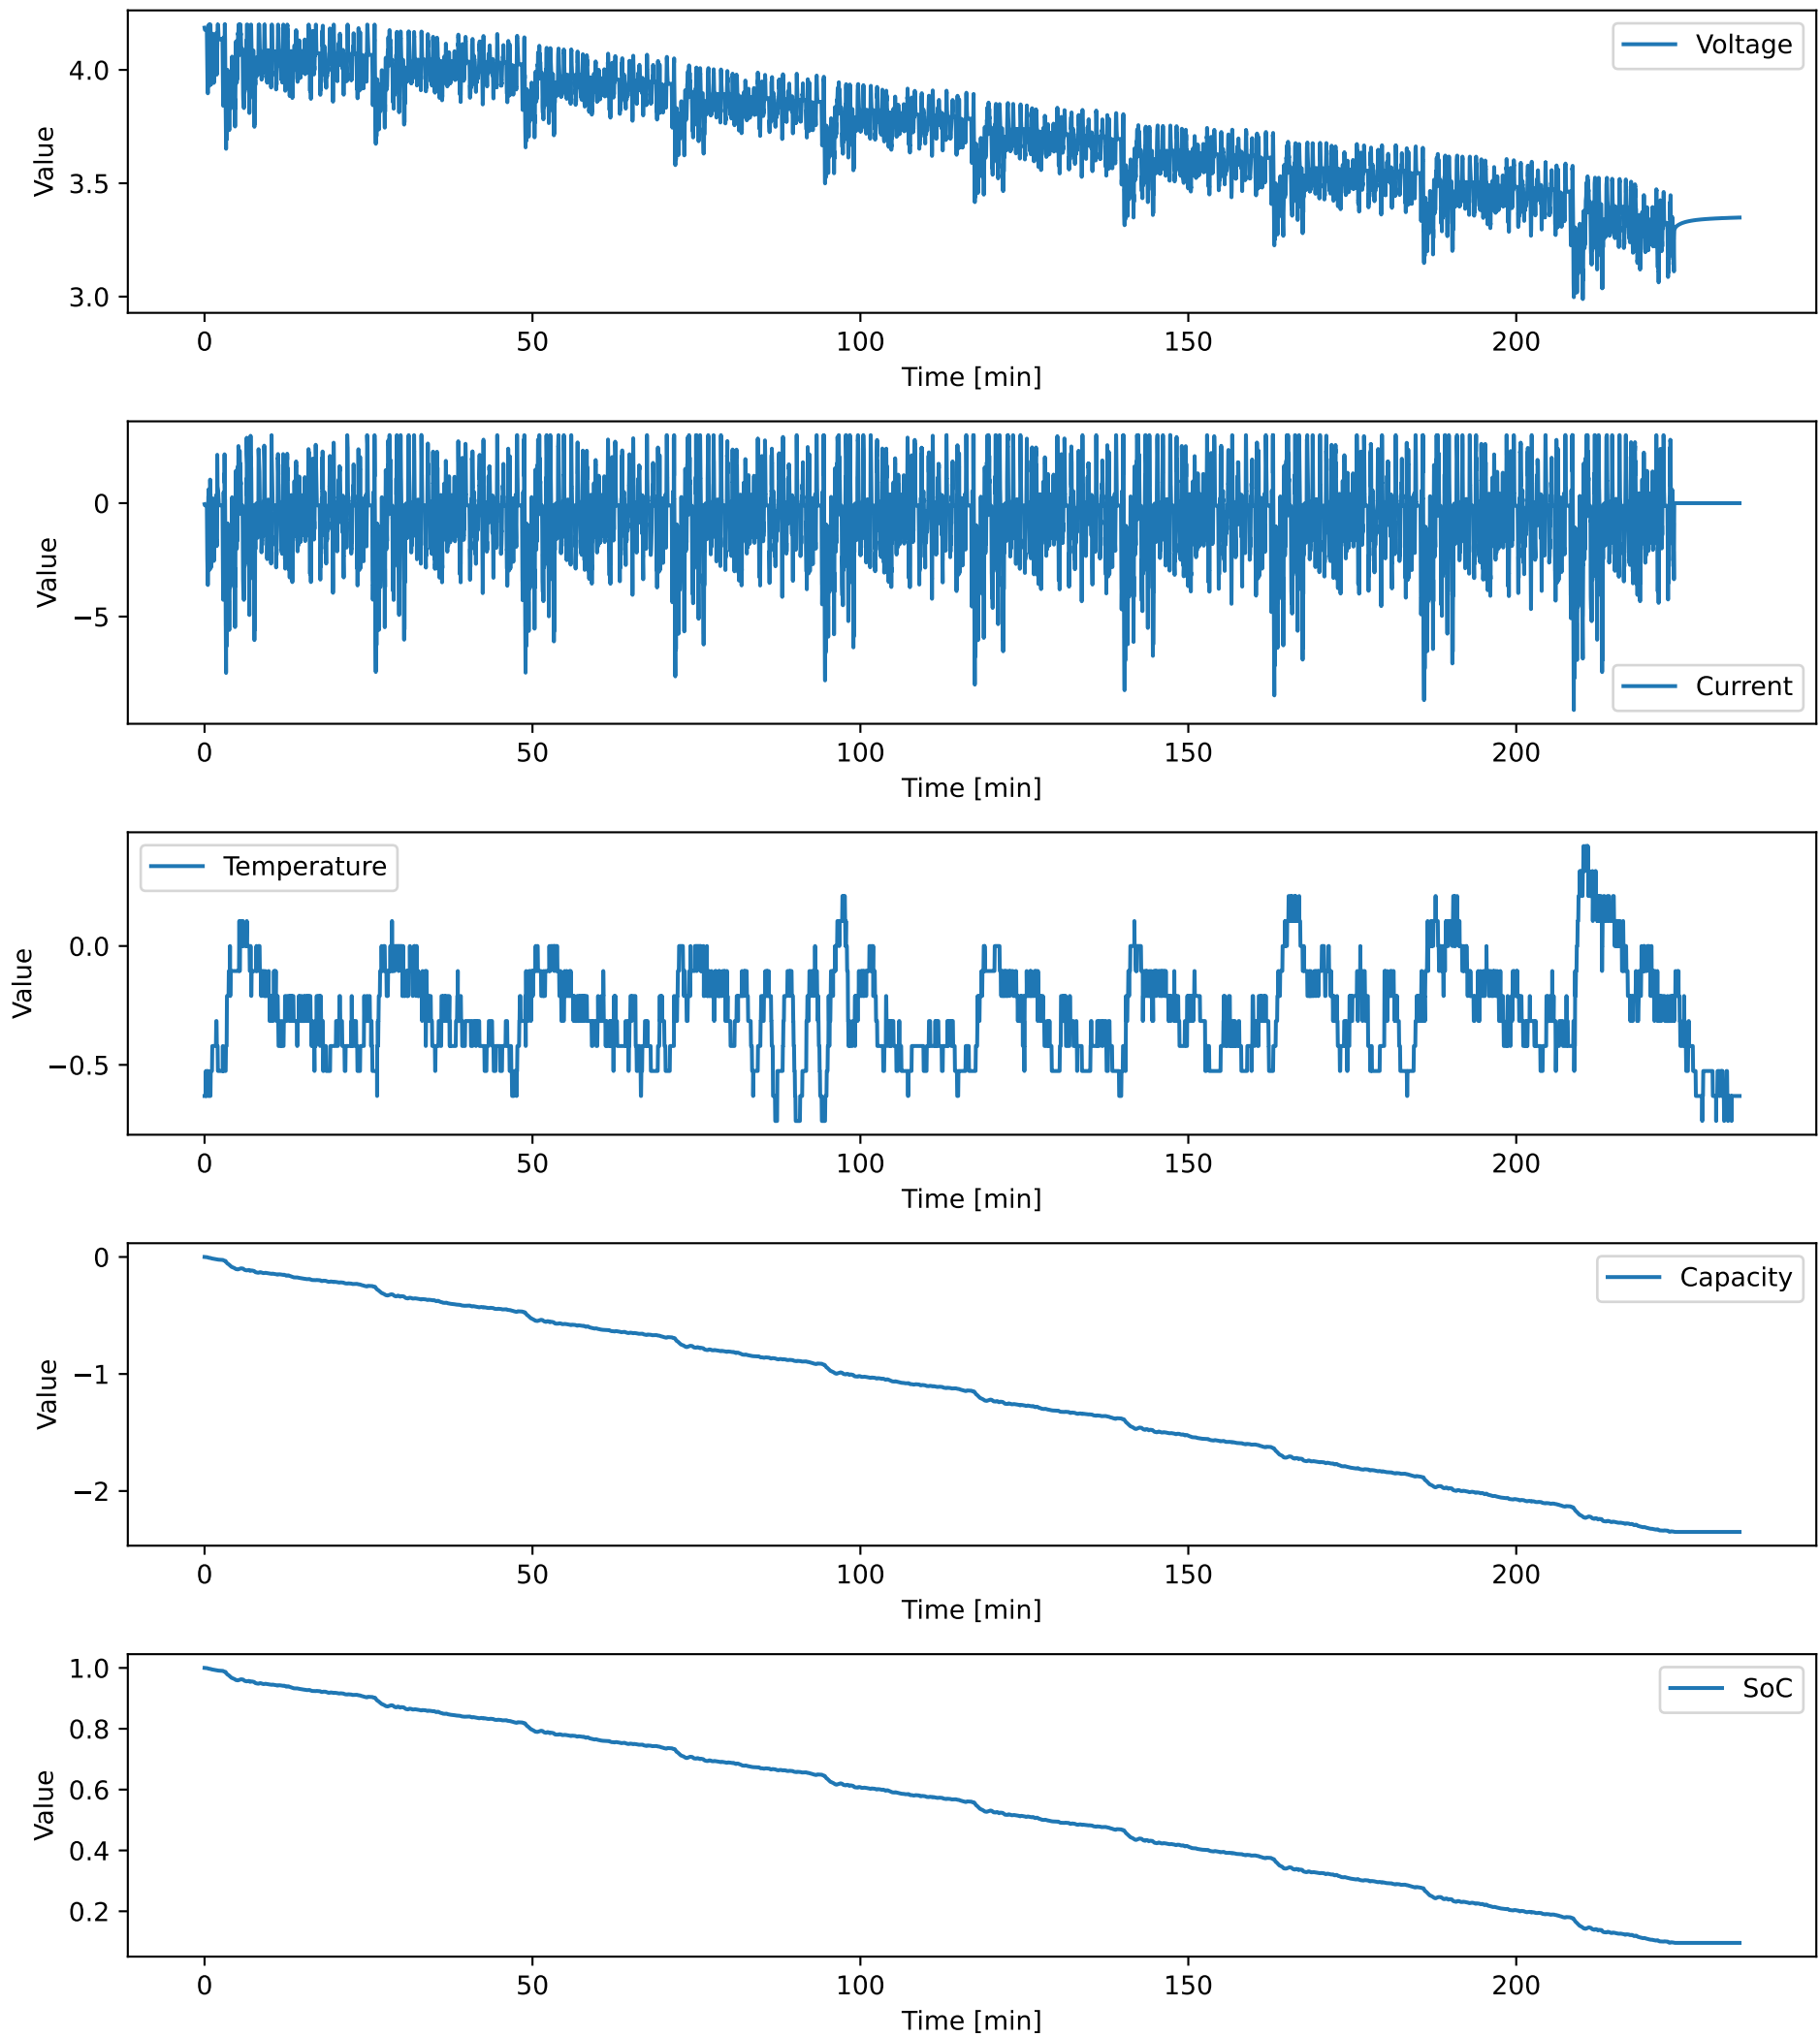 Voltage
4.0
3.5
3.0
Value
0 50 100 150 200
Time [min]
0
−5
Value
Current
0 50 100 150 200
Time [min]
Temperature
0.0
−0.5
Value
0 50 100 150 200
Time [min]
0
−1
−2
Value
Capacity
0 50 100 150 200
Time [min]
1.0
0.8
0.6
0.4
0.2
Value
SoC
0 50 100 150 200
Time [min]